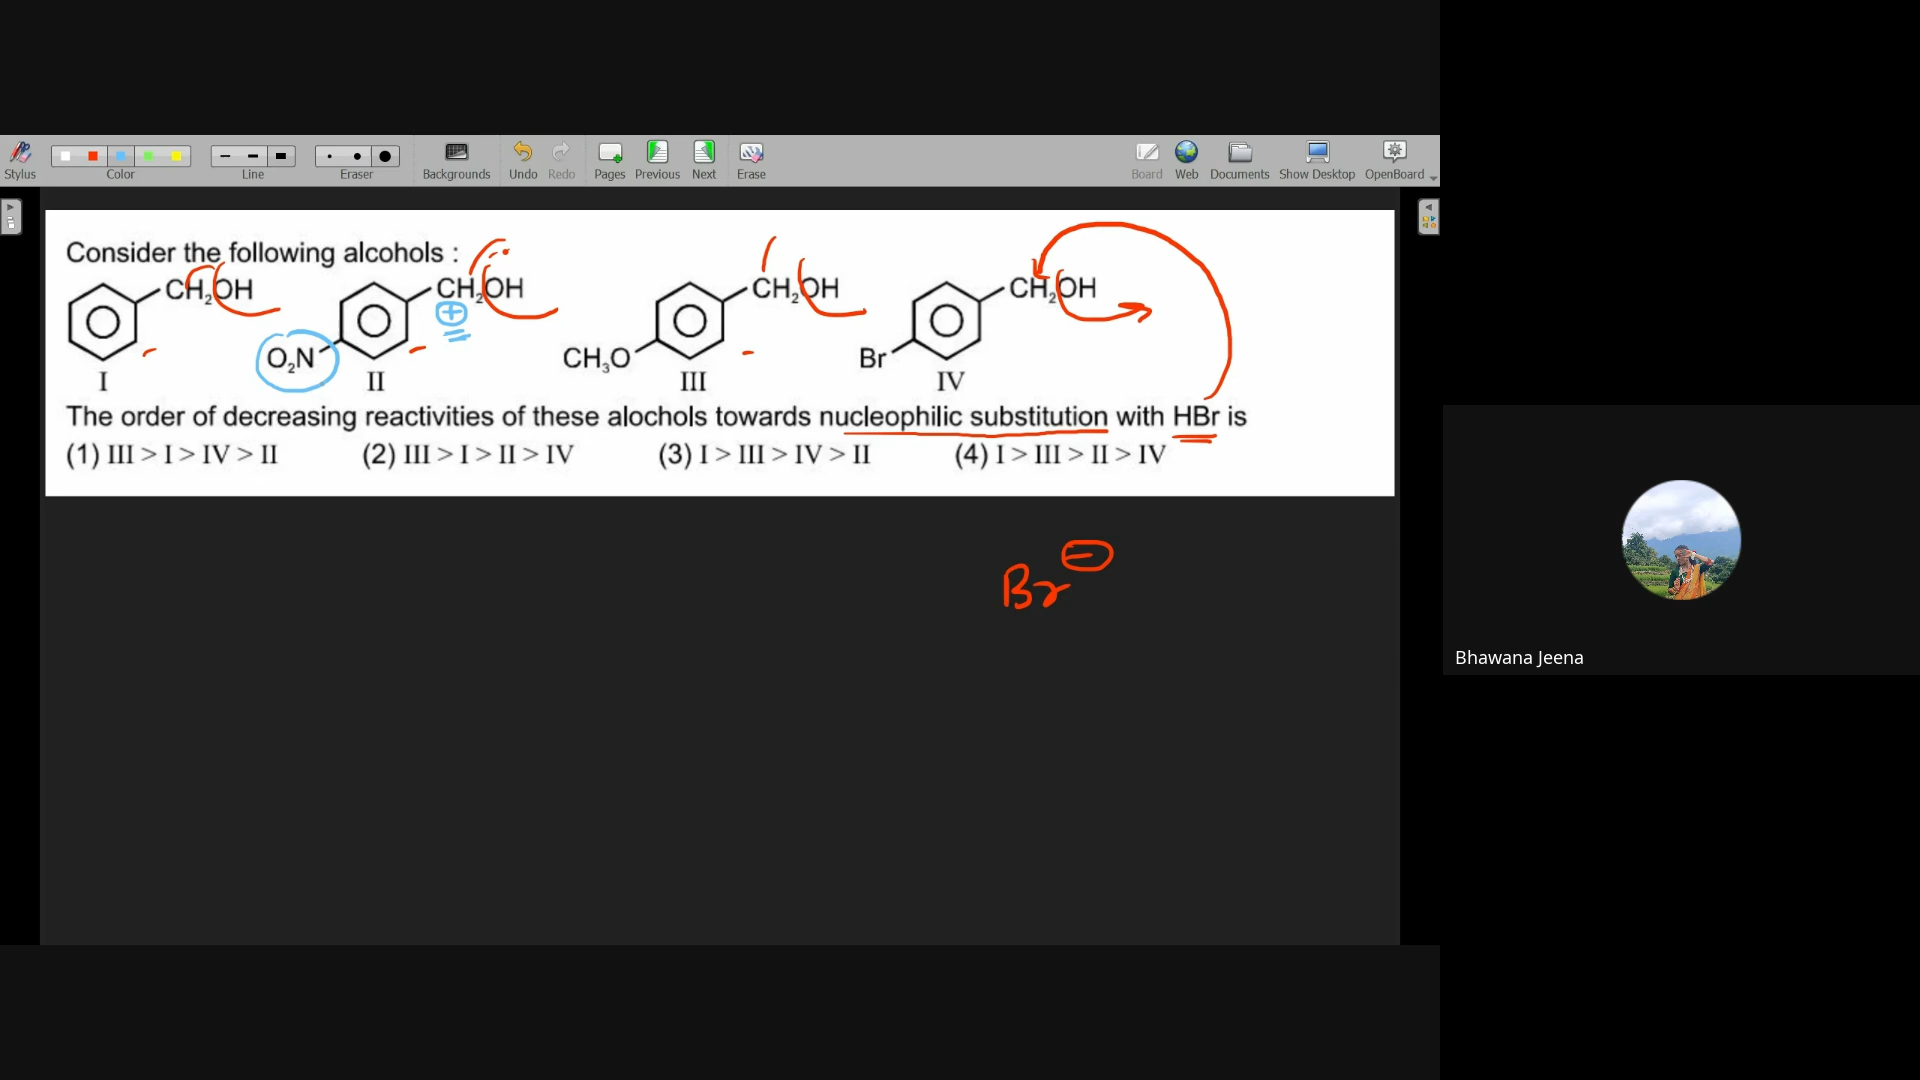 Stylus Color Line Eraser Backgrounds Undo Redo Pages Previous Next Erase Board Web Documents Show Desktop OpenBoard
Consider the following alcohols :
CH₂OH CH₂OH CH₂OH CH₂OH
O₂N CH₃O Br
I II III IV
The order of decreasing reactivities of these alochols towards nucleophilic substitution with HBr is
(1) III > I > IV > II (2) III > I > II > IV (3) I > III > IV > II (4) I > III > II > IV
Br⊖
Bhawana Jeena